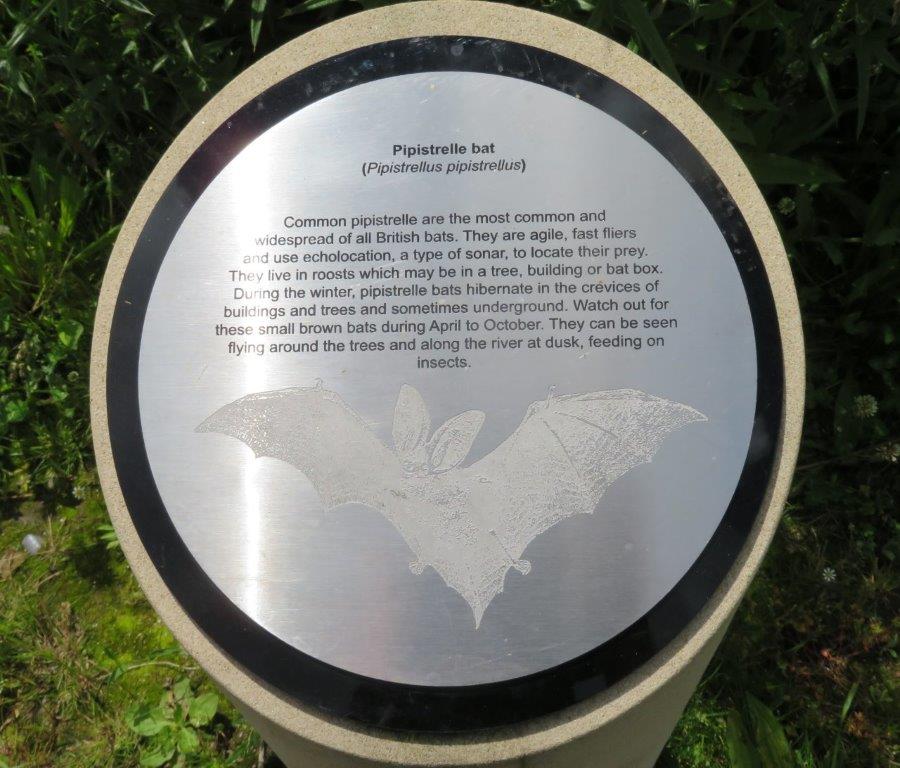 Pipistrelle bat
(Pipistrellus pipistrellus)
Common pipistrelle are the most common and
widespread of all British bats. They are agile, fast fliers
and use echolocation, a type of sonar, to locate their prey.
They live in roosts which may be in a tree, building or bat box.
During the winter, pipistrelle bats hibernate in the crevices of
buildings and trees and sometimes underground. Watch out for
these small brown bats during April to October. They can be seen
flying around the trees and along the river at dusk, feeding on
insects.